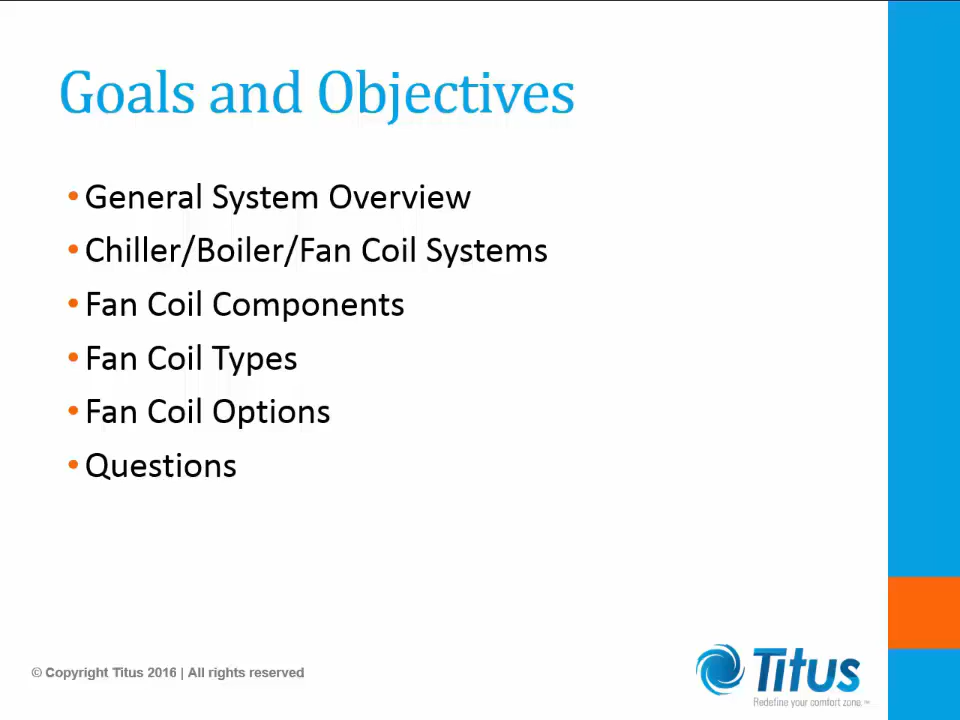 Goals and Objectives
•General System Overview
•Chiller/Boiler/Fan Coil Systems
•Fan Coil Components
•Fan Coil Types
•Fan Coil Options
•Questions
© Copyright Titus 2016 | All rights reserved
Titus
Redefine your comfort zone.™